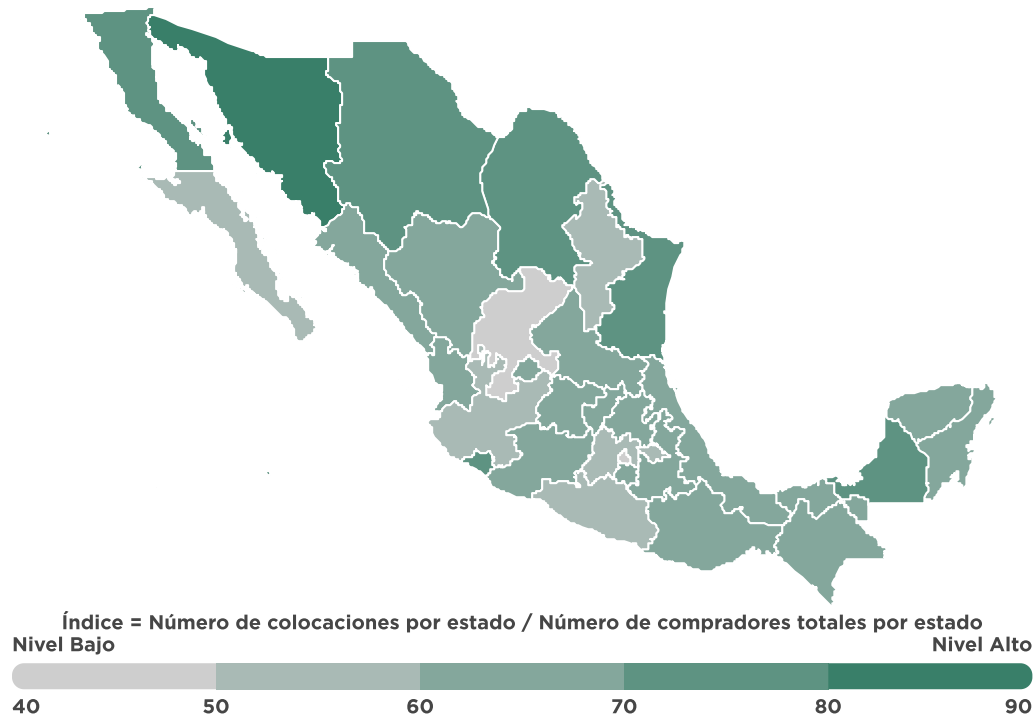 Índice = Número de colocaciones por estado / Número de compradores totales por estado
Nivel Bajo Nivel Alto
40 50 60 70 80 90